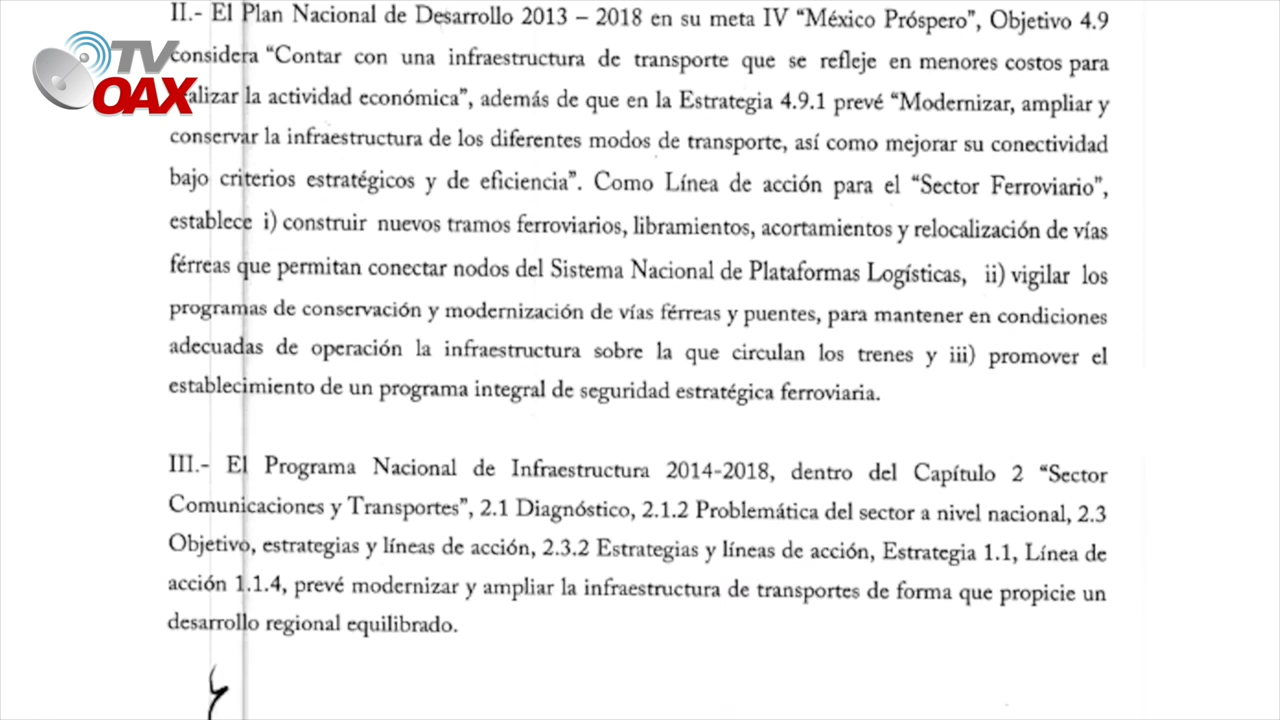 II.- El Plan Nacional de Desarrollo 2013 – 2018 en su meta IV “México Próspero”, Objetivo 4.9
considera “Contar con una infraestructura de transporte que se refleje en menores costos para
alizar la actividad económica”, además de que en la Estrategia 4.9.1 prevé “Modernizar, ampliar y
conservar la infraestructura de los diferentes modos de transporte, así como mejorar su conectividad
bajo criterios estratégicos y de eficiencia”. Como Línea de acción para el “Sector Ferroviario”,
establece i) construir nuevos tramos ferroviarios, libramientos, acortamientos y relocalización de vías
férreas que permitan conectar nodos del Sistema Nacional de Plataformas Logísticas, ii) vigilar los
programas de conservación y modernización de vías férreas y puentes, para mantener en condiciones
adecuadas de operación la infraestructura sobre la que circulan los trenes y iii) promover el
establecimiento de un programa integral de seguridad estratégica ferroviaria.
III.- El Programa Nacional de Infraestructura 2014-2018, dentro del Capítulo 2 “Sector
Comunicaciones y Transportes”, 2.1 Diagnóstico, 2.1.2 Problemática del sector a nivel nacional, 2.3
Objetivo, estrategias y líneas de acción, 2.3.2 Estrategias y líneas de acción, Estrategia 1.1, Línea de
acción 1.1.4, prevé modernizar y ampliar la infraestructura de transportes de forma que propicie un
desarrollo regional equilibrado.
TV
OAX